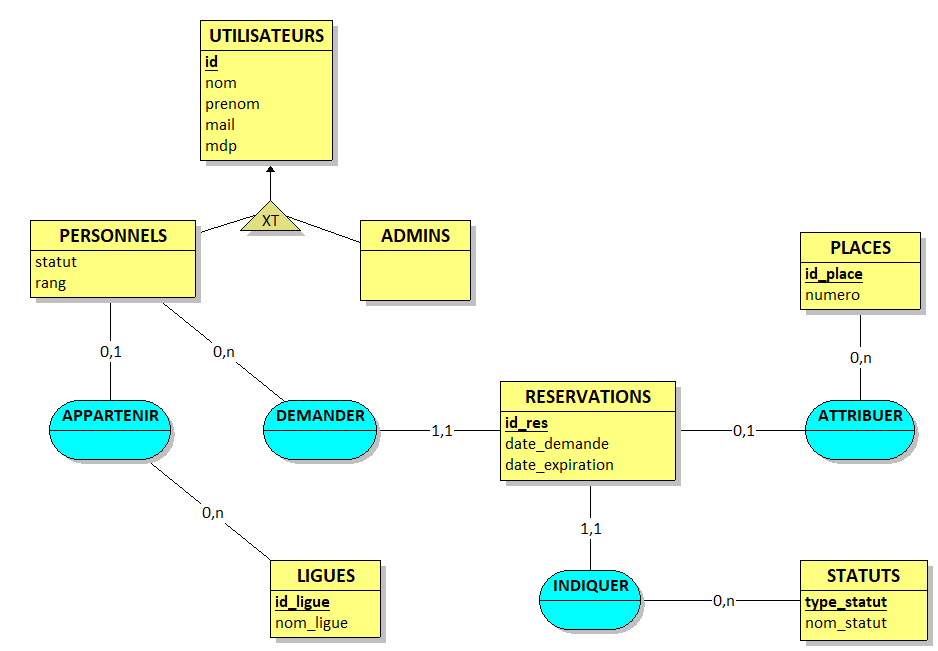 UTILISATEURS
id
nom
prenom
mail
mdp
XT
PERSONNELS
statut
rang
ADMINS
PLACES
id_place
numero
0,1
0,n
0,n
APPARTENIR
DEMANDER
1,1
RESERVATIONS
id_res
date_demande
date_expiration
0,1
ATTRIBUER
0,n
1,1
LIGUES
id_ligue
nom_ligue
INDIQUER
0,n
STATUTS
type_statut
nom_statut